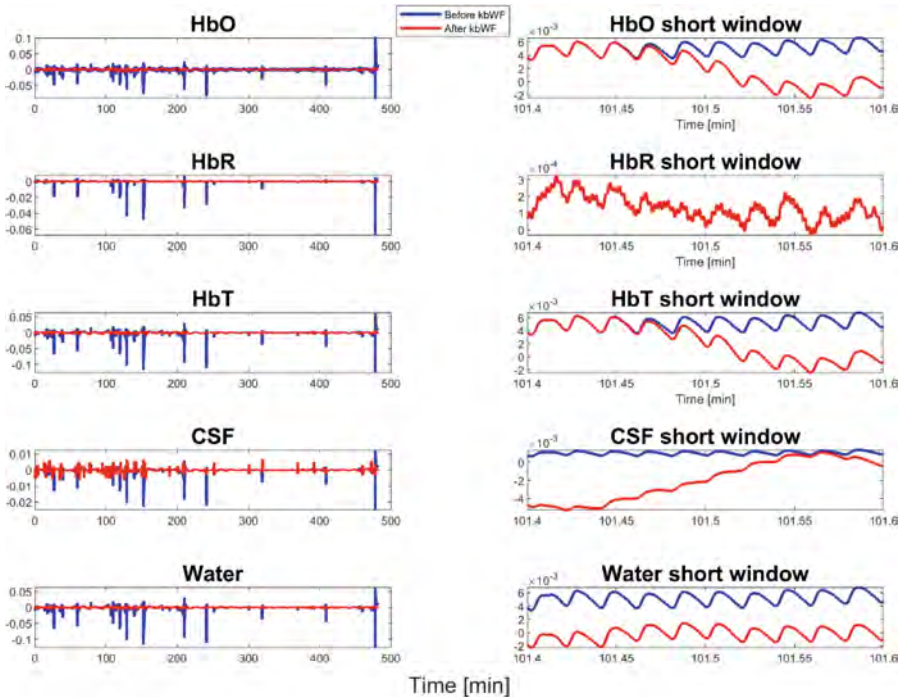 Before kbWF
After kbWF
HbO
0.1
0.05
0
-0.05
0 100 200 300 400 500
HbO short window
×10⁻³
6
4
2
0
-2
101.4 101.45 101.5 101.55 101.6
Time [min]
HbR
0
-0.02
-0.04
-0.06
0 100 200 300 400 500
HbR short window
×10⁻⁴
3
2
1
0
101.4 101.45 101.5 101.55 101.6
HbT
0.05
0
-0.05
-0.1
0 100 200 300 400 500
HbT short window
×10⁻³
6
4
2
0
-2
101.4 101.45 101.5 101.55 101.6
Time [min]
CSF
0.01
0
-0.01
-0.02
0 100 200 300 400 500
CSF short window
×10⁻³
0
-2
-4
101.4 101.45 101.5 101.55 101.6
Water
0.05
0
-0.05
-0.1
0 100 200 300 400 500
Water short window
×10⁻³
6
4
2
0
-2
101.4 101.45 101.5 101.55 101.6
Time [min]